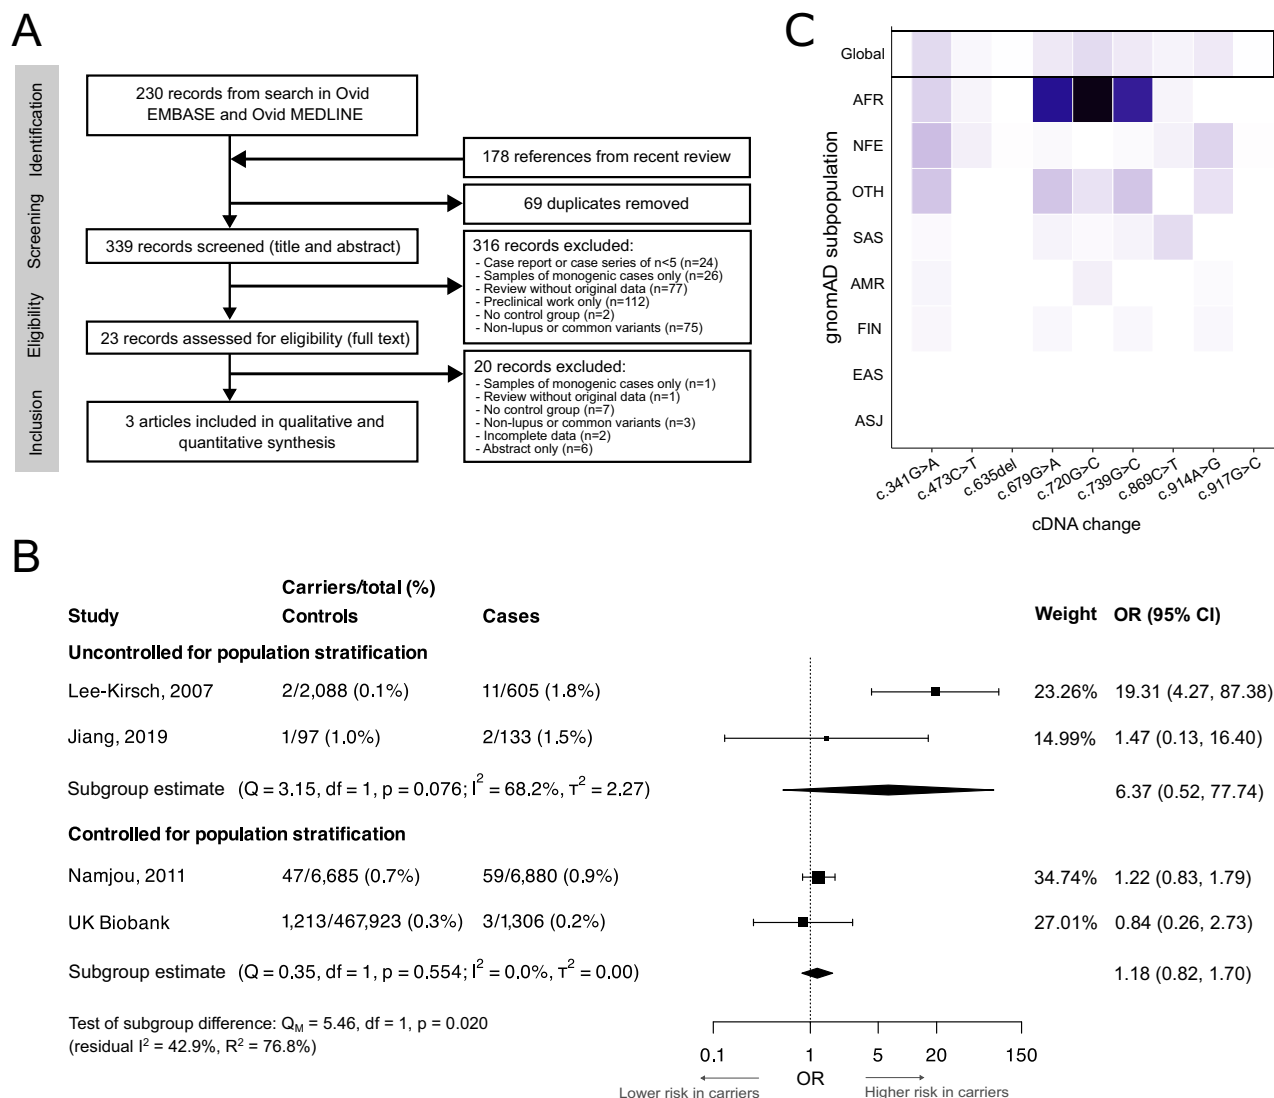 A
Identification
Screening
Eligibility
Inclusion
230 records from search in Ovid
EMBASE and Ovid MEDLINE
178 references from recent review
69 duplicates removed
339 records screened (title and abstract)
316 records excluded:
- Case report or case series of n<5 (n=24)
- Samples of monogenic cases only (n=26)
- Review without original data (n=77)
- Preclinical work only (n=112)
- No control group (n=2)
- Non-lupus or common variants (n=75)
23 records assessed for eligibility (full text)
20 records excluded:
- Samples of monogenic cases only (n=1)
- Review without original data (n=1)
- No control group (n=7)
- Non-lupus or common variants (n=3)
- Incomplete data (n=2)
- Abstract only (n=6)
3 articles included in qualitative and
quantitative synthesis
C
gnomAD subpopulation
Global
AFR
NFE
OTH
SAS
AMR
FIN
EAS
ASJ
c.341G>A
c.473C>T
c.635del
c.679G>A
c.720G>C
c.739G>C
c.869C>T
c.914A>G
c.917G>C
cDNA change
B
Carriers/total (%)
Study Controls Cases Weight OR (95% CI)
Uncontrolled for population stratification
Lee-Kirsch, 2007 2/2,088 (0.1%) 11/605 (1.8%) 23.26% 19.31 (4.27, 87.38)
Jiang, 2019 1/97 (1.0%) 2/133 (1.5%) 14.99% 1.47 (0.13, 16.40)
Subgroup estimate (Q = 3.15, df = 1, p = 0.076; I² = 68.2%, τ² = 2.27) 6.37 (0.52, 77.74)
Controlled for population stratification
Namjou, 2011 47/6,685 (0.7%) 59/6,880 (0.9%) 34.74% 1.22 (0.83, 1.79)
UK Biobank 1,213/467,923 (0.3%) 3/1,306 (0.2%) 27.01% 0.84 (0.26, 2.73)
Subgroup estimate (Q = 0.35, df = 1, p = 0.554; I² = 0.0%, τ² = 0.00) 1.18 (0.82, 1.70)
Test of subgroup difference: Q_M = 5.46, df = 1, p = 0.020
(residual I² = 42.9%, R² = 76.8%)
0.1 1 5 20 150
OR
Lower risk in carriers Higher risk in carriers